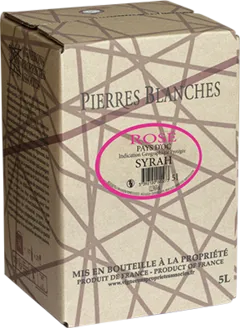 PIERRES BLANCHES
ROSÉ
PAYS D'OC
Indication Géographique Protégée
SYRAH
5L
MIS EN BOUTEILLE À LA PROPRIÉTÉ
PRODUIT DE FRANCE - PRODUCT OF FRANCE
5L